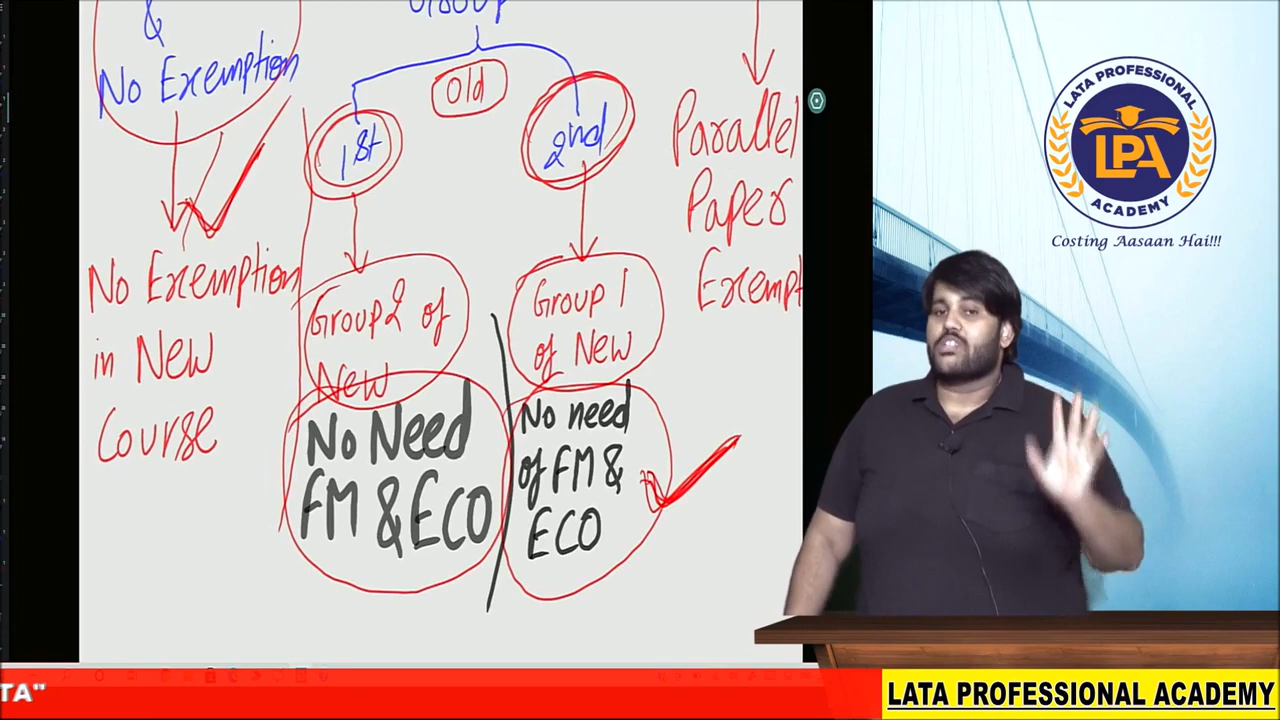 &
No Exemption
No Exemption
in New
Course
Group
Old
1st
2nd
Group 2 of
New
Group 1
of New
No Need
FM & ECO
No need
of FM &
ECO
Parallel
Paper
Exempt
LATA PROFESSIONAL
LPA
ACADEMY
Costing Aasaan Hai!!!
TA"
LATA PROFESSIONAL ACADEMY